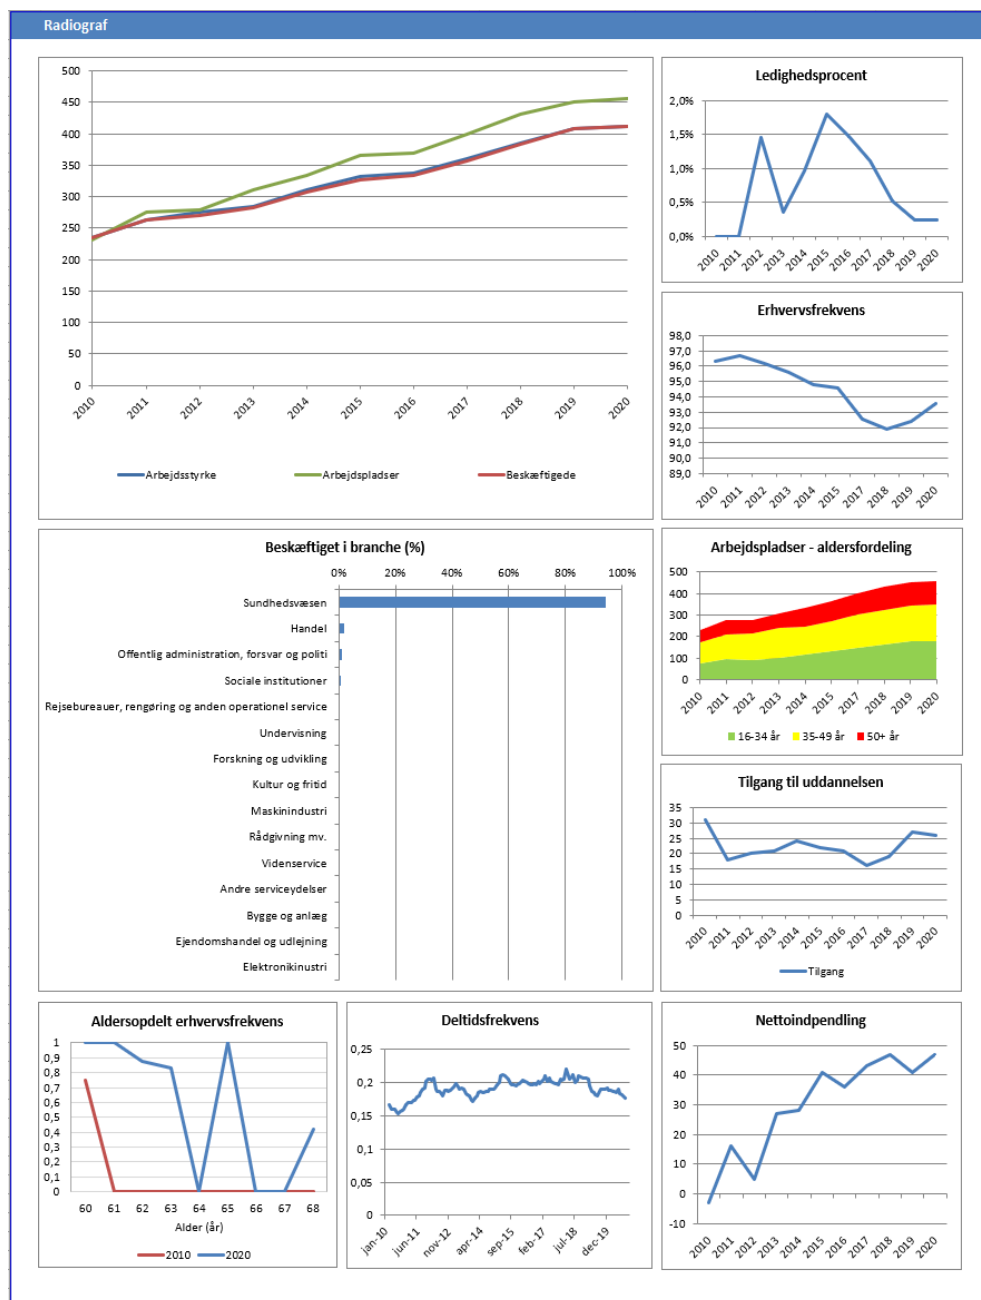 Radiograf
500
450
400
350
300
250
200
150
100
50
0
2010 2011 2012 2013 2014 2015 2016 2017 2018 2019 2020
Arbejdsstyrke Arbejdspladser Beskæftigede
Ledighedsprocent
2,0%
1,5%
1,0%
0,5%
0,0%
2010 2011 2012 2013 2014 2015 2016 2017 2018 2019 2020
Erhvervsfrekvens
98,0
97,0
96,0
95,0
94,0
93,0
92,0
91,0
90,0
89,0
2010 2011 2012 2013 2014 2015 2016 2017 2018 2019 2020
Beskæftiget i branche (%)
0% 20% 40% 60% 80% 100%
Sundhedsvæsen
Handel
Offentlig administration, forsvar og politi
Sociale institutioner
Rejsebureauer, rengøring og anden operationel service
Undervisning
Forskning og udvikling
Kultur og fritid
Maskinindustri
Rådgivning mv.
Videnservice
Andre serviceydelser
Bygge og anlæg
Ejendomshandel og udlejning
Elektronikinustri
Arbejdspladser - aldersfordeling
500
400
300
200
100
0
2010 2011 2012 2013 2014 2015 2016 2017 2018 2019 2020
16-34 år 35-49 år 50+ år
Tilgang til uddannelsen
35
30
25
20
15
10
5
0
2010 2011 2012 2013 2014 2015 2016 2017 2018 2019 2020
Tilgang
Aldersopdelt erhvervsfrekvens
1
0,9
0,8
0,7
0,6
0,5
0,4
0,3
0,2
0,1
0
60 61 62 63 64 65 66 67 68
Alder (år)
2010 2020
Deltidsfrekvens
0,25
0,2
0,15
0,1
0,05
0
jan-10 jun-11 nov-12 apr-14 sep-15 feb-17 jul-18 dec-19
Nettoindpendling
50
40
30
20
10
0
-10
2010 2011 2012 2013 2014 2015 2016 2017 2018 2019 2020